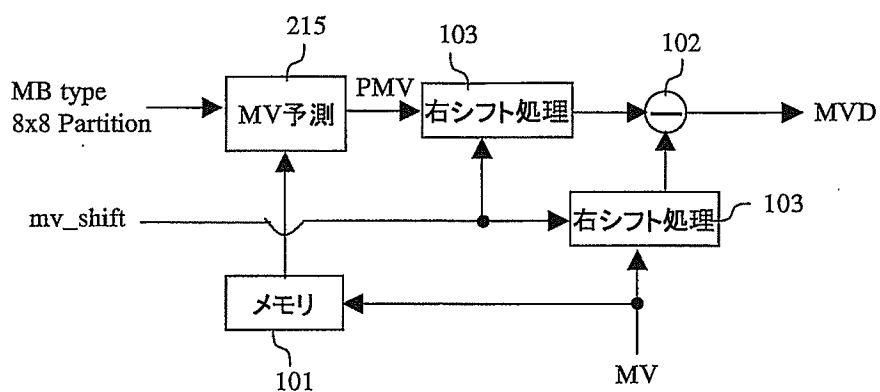 215
103
102
MB type
8x8 Partition
MV予測
PMV
右シフト処理
MVD
mv_shift
右シフト処理
103
メモリ
101
MV